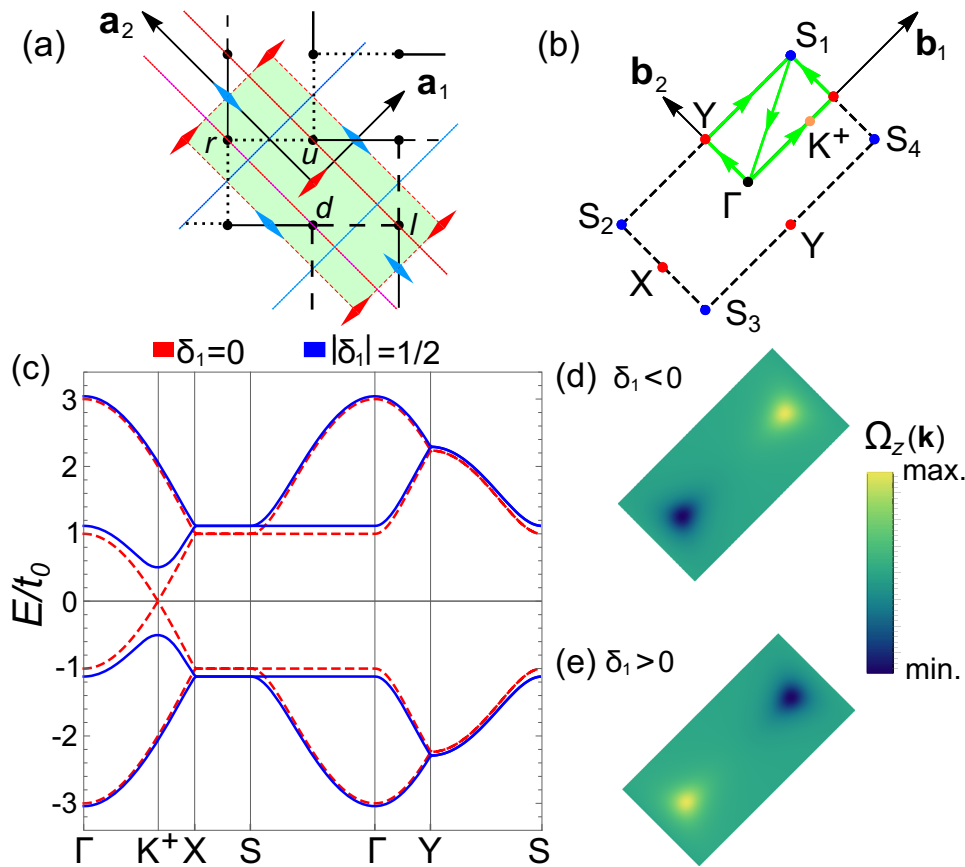 (a)
a₂
a₁
r
u
d
l
(b)
b₂
b₁
S₁
Y
K⁺
S₄
Γ
S₂
Y
X
S₃
δ₁=0
|δ₁|=1/2
(c)
E/t₀
3
2
1
0
-1
-2
-3
Γ K⁺ X S Γ Y S
(d) δ₁<0
Ω_z(k)
max.
min.
(e) δ₁>0